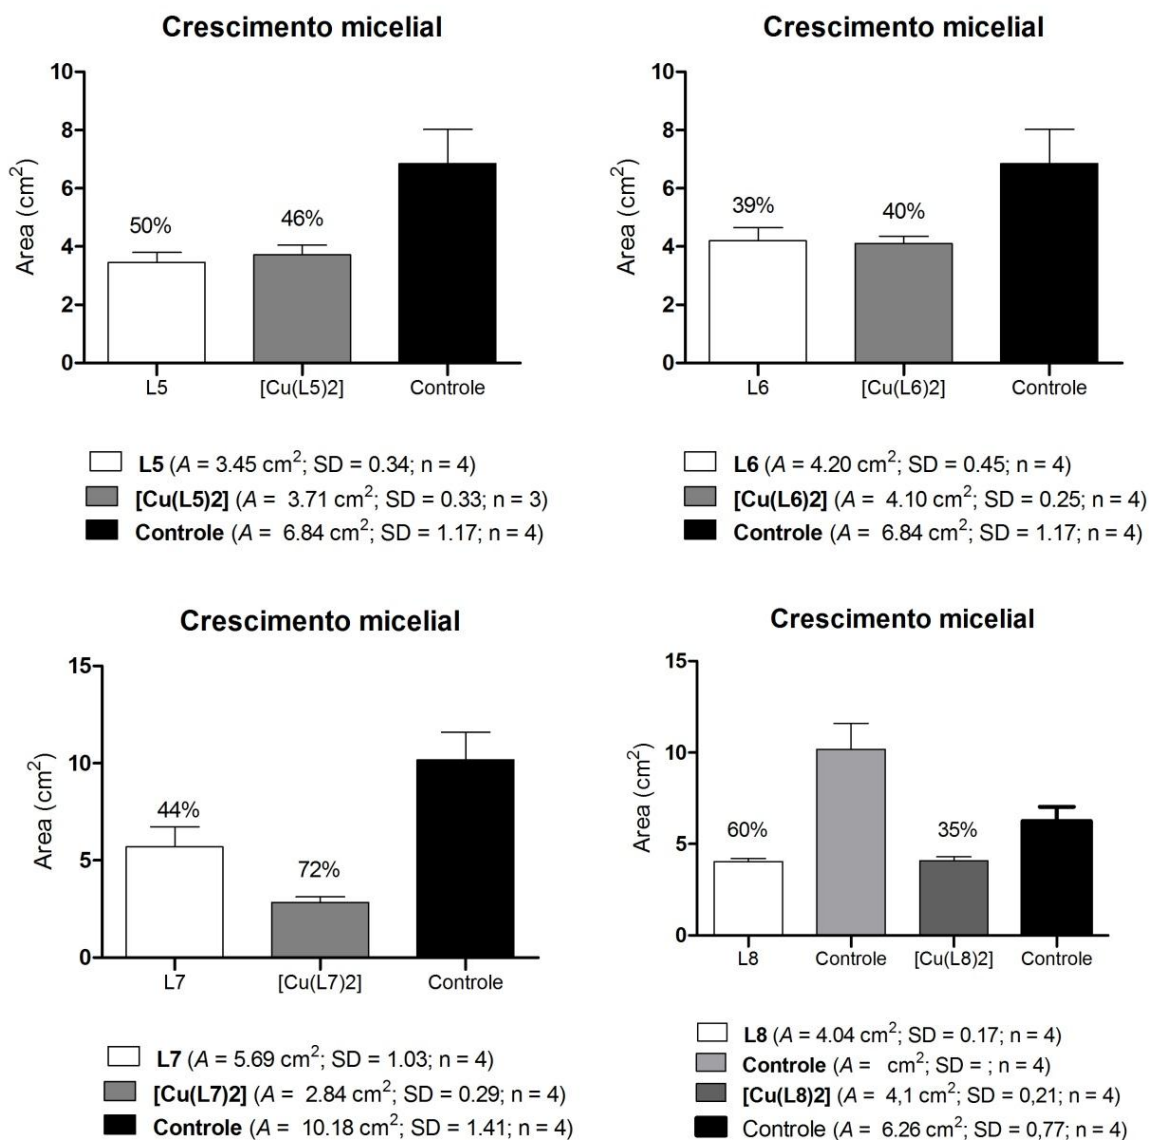 Crescimento micelial
Area (cm²)
10
8
6
4
2
0
50%
46%
L5 [Cu(L5)2] Controle
L5 (A = 3.45 cm²; SD = 0.34; n = 4)
[Cu(L5)2] (A = 3.71 cm²; SD = 0.33; n = 3)
Controle (A = 6.84 cm²; SD = 1.17; n = 4)
Crescimento micelial
Area (cm²)
10
8
6
4
2
0
39%
40%
L6 [Cu(L6)2] Controle
L6 (A = 4.20 cm²; SD = 0.45; n = 4)
[Cu(L6)2] (A = 4.10 cm²; SD = 0.25; n = 4)
Controle (A = 6.84 cm²; SD = 1.17; n = 4)
Crescimento micelial
Area (cm²)
15
10
5
0
44%
72%
L7 [Cu(L7)2] Controle
L7 (A = 5.69 cm²; SD = 1.03; n = 4)
[Cu(L7)2] (A = 2.84 cm²; SD = 0.29; n = 4)
Controle (A = 10.18 cm²; SD = 1.41; n = 4)
Crescimento micelial
Area (cm²)
15
10
5
0
60%
35%
L8 Controle [Cu(L8)2] Controle
L8 (A = 4.04 cm²; SD = 0.17; n = 4)
Controle (A = cm²; SD = ; n = 4)
[Cu(L8)2] (A = 4,1 cm²; SD = 0,21; n = 4)
Controle (A = 6.26 cm²; SD = 0,77; n = 4)